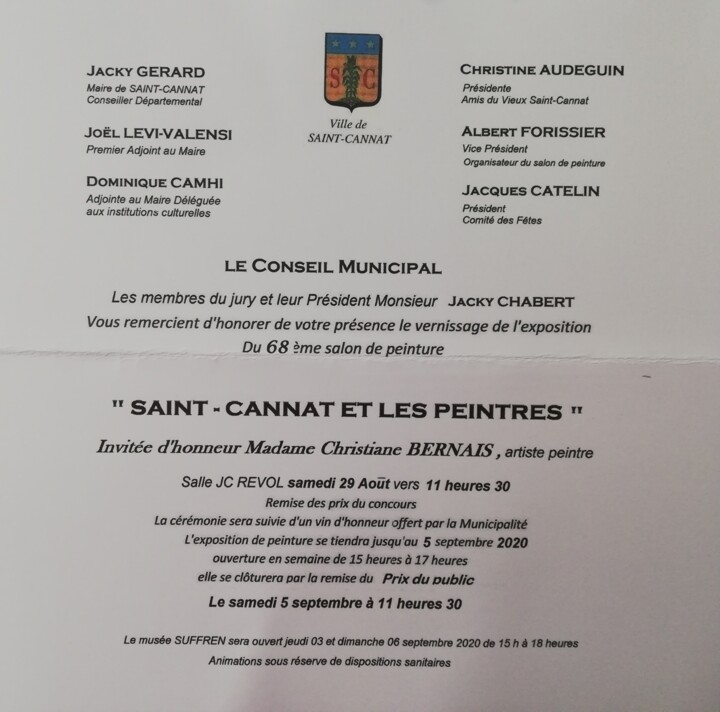 JACKY GERARD
Maire de SAINT-CANNAT
Conseiller Départemental
JOËL LEVI-VALENSI
Premier Adjoint au Maire
DOMINIQUE CAMHI
Adjointe au Maire Déléguée
aux institutions culturelles
S C
Ville de
SAINT-CANNAT
CHRISTINE AUDEGUIN
Présidente
Amis du Vieux Saint-Cannat
ALBERT FORISSIER
Vice Président
Organisateur du salon de peinture
JACQUES CATELIN
Président
Comité des Fêtes
LE CONSEIL MUNICIPAL
Les membres du jury et leur Président Monsieur JACKY CHABERT
Vous remercient d'honorer de votre présence le vernissage de l'exposition
Du 68 ème salon de peinture
" SAINT - CANNAT ET LES PEINTRES "
Invitée d'honneur Madame Christiane BERNAIS , artiste peintre
Salle JC REVOL samedi 29 Août vers 11 heures 30
Remise des prix du concours
La cérémonie sera suivie d'un vin d'honneur offert par la Municipalité
L'exposition de peinture se tiendra jusqu'au 5 septembre 2020
ouverture en semaine de 15 heures à 17 heures
elle se clôturera par la remise du Prix du public
Le samedi 5 septembre à 11 heures 30
Le musée SUFFREN sera ouvert jeudi 03 et dimanche 06 septembre 2020 de 15 h à 18 heures
Animations sous réserve de dispositions sanitaires